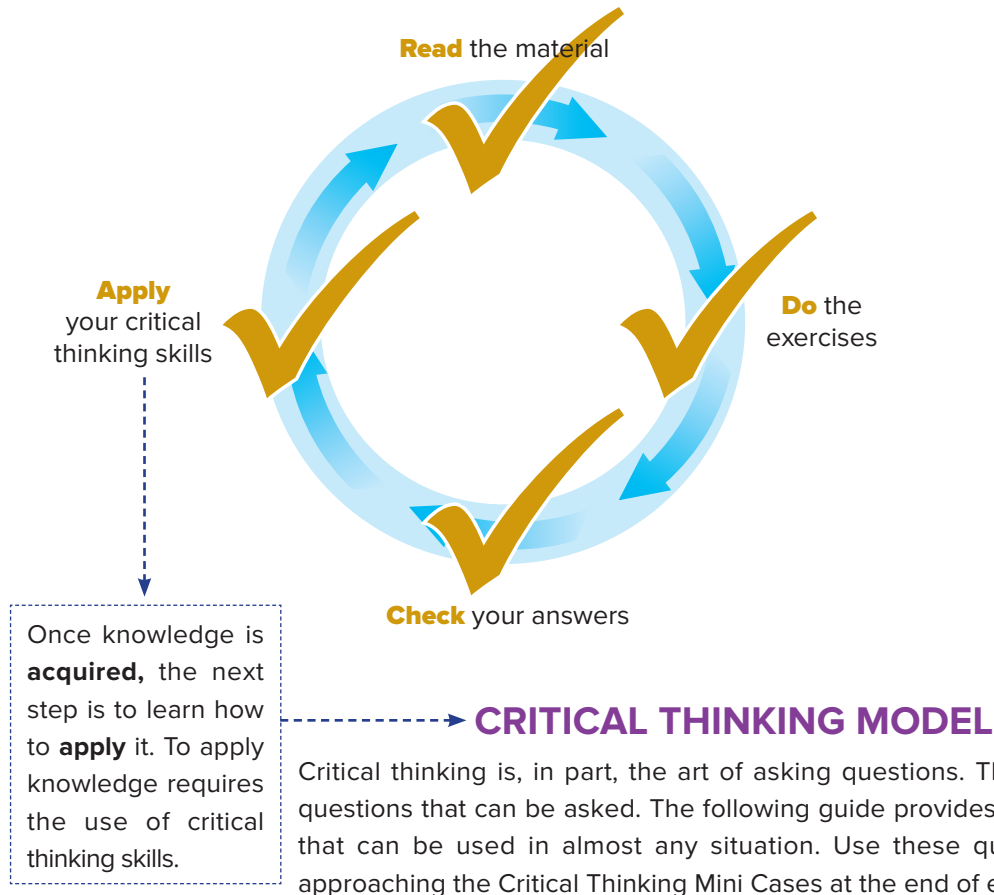 Read the material
Do the
exercises
Check your answers
Apply
your critical
thinking skills
Once knowledge is
acquired, the next
step is to learn how
to apply it. To apply
knowledge requires
the use of critical
thinking skills.
CRITICAL THINKING MODEL
Critical thinking is, in part, the art of asking questions.
questions that can be asked. The following guide provides
that can be used in almost any situation. Use these
approaching the Critical Thinking Mini Cases at the end of